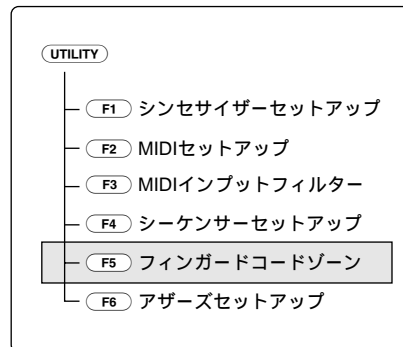 UTILITY
F1 シンセサイザーセットアップ
F2 MIDIセットアップ
F3 MIDIインプットフィルター
F4 シーケンサーセットアップ
F5 フィンガードコードゾーン
F6 アザーズセットアップ